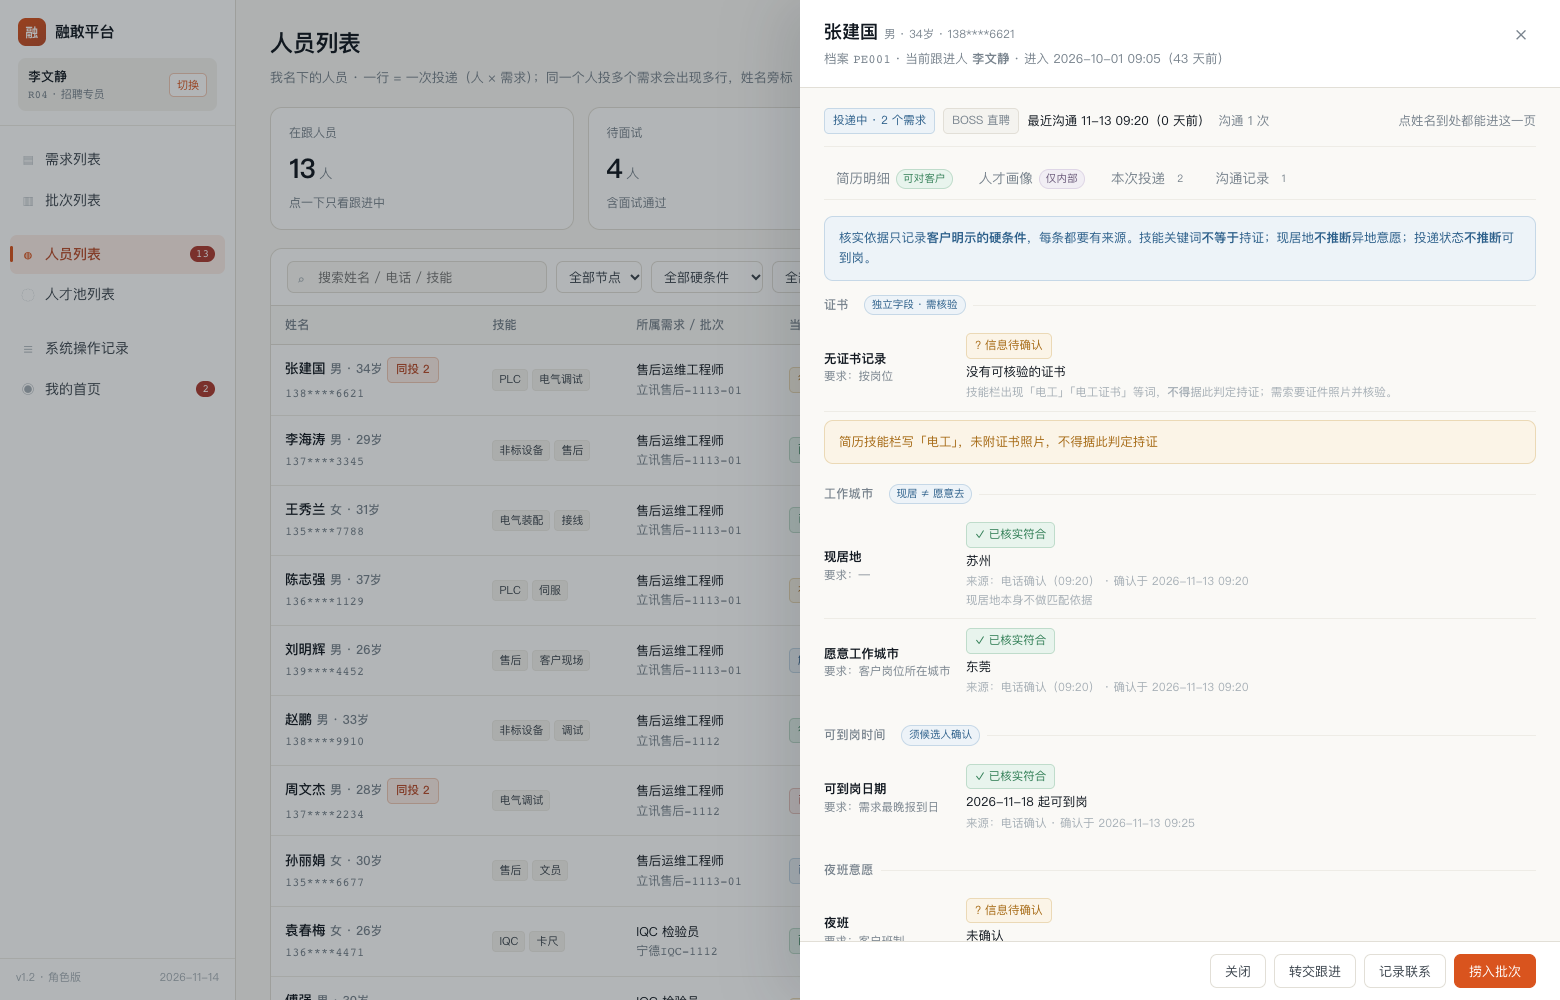 融 融敢平台
李文静
R04 · 招聘专员
切换
需求列表
批次列表
人员列表 13
人才池列表
系统操作记录
我的首页 2
v1.2 · 角色版 2026-11-14
人员列表
我名下的人员 · 一行 = 一次投递（人 × 需求）；同一个人投多个需求会出现多行，姓名旁标
在跟人员
13 人
点一下只看跟进中
待面试
4 人
含面试通过
搜索姓名 / 电话 / 技能 全部节点 全部硬条件
姓名 技能 所属需求 / 批次
张建国 男 · 34岁 同投 2
138****6621
PLC 电气调试
售后运维工程师
立讯售后-1113-01
李海涛 男 · 29岁
137****3345
非标设备 售后
售后运维工程师
立讯售后-1113-01
王秀兰 女 · 31岁
135****7788
电气装配 接线
售后运维工程师
立讯售后-1113-01
陈志强 男 · 37岁
136****1129
PLC 伺服
售后运维工程师
立讯售后-1113-01
刘明辉 男 · 26岁
139****4452
售后 客户现场
售后运维工程师
立讯售后-1113-01
赵鹏 男 · 33岁
138****9910
非标设备 调试
售后运维工程师
立讯售后-1112
周文杰 男 · 28岁 同投 2
137****2234
电气调试
售后运维工程师
立讯售后-1112
孙丽娟 女 · 30岁
135****6677
售后 文员
售后运维工程师
立讯售后-1113-01
袁春梅 女 · 26岁
136****4471
IQC 卡尺
IQC 检验员
宁德IQC-1112
张建国 男 · 34岁 · 138****6621
档案 PE001 · 当前跟进人 李文静 · 进入 2026-10-01 09:05（43 天前）
投递中 · 2 个需求 BOSS 直聘 最近沟通 11-13 09:20（0 天前） 沟通 1 次 点姓名到处都能进这一页
简历明细 可对客户 人才画像 仅内部 本次投递 2 沟通记录 1
核实依据只记录客户明示的硬条件，每条都要有来源。技能关键词不等于持证；现居地不推断异地意愿；投递状态不推断可
到岗。
证书 独立字段 · 需核验
无证书记录
要求：按岗位
? 信息待确认
没有可核验的证书
技能栏出现「电工」「电工证书」等词，不得据此判定持证；需索要证件照片并核验。
简历技能栏写「电工」，未附证书照片，不得据此判定持证
工作城市 现居 ≠ 愿意去
现居地
要求：—
✓ 已核实符合
苏州
来源：电话确认（09:20） · 确认于 2026-11-13 09:20
现居地本身不做匹配依据
愿意工作城市
要求：客户岗位所在城市
✓ 已核实符合
东莞
来源：电话确认（09:20） · 确认于 2026-11-13 09:20
可到岗时间 须候选人确认
可到岗日期
要求：需求最晚报到日
✓ 已核实符合
2026-11-18 起可到岗
来源：电话确认 · 确认于 2026-11-13 09:25
夜班意愿
夜班
要求：客户班制
? 信息待确认
未确认
关闭 转交跟进 记录联系 捞入批次